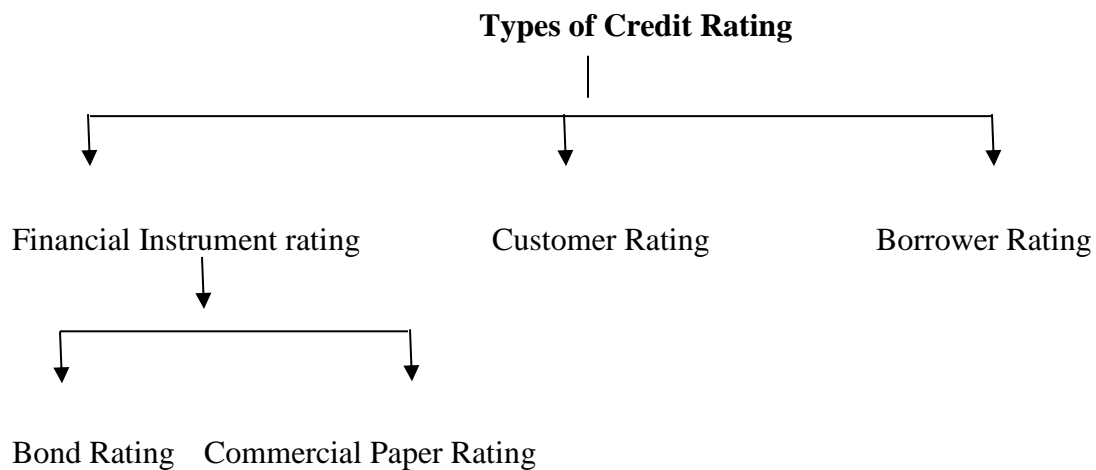 Types of Credit Rating
Financial Instrument rating Customer Rating Borrower Rating
Bond Rating Commercial Paper Rating